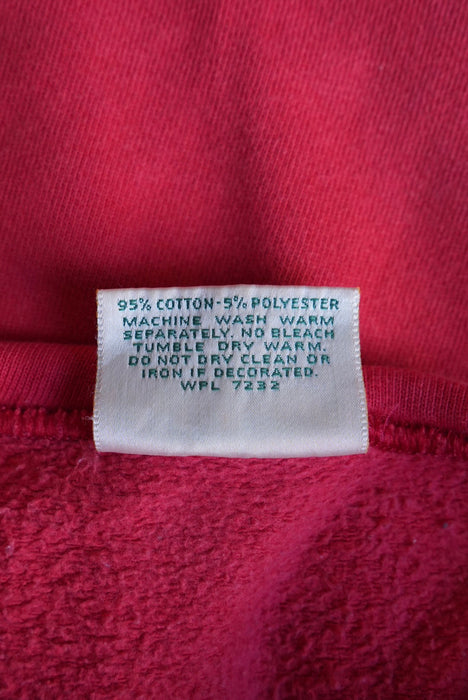 95% COTTON-5% POLYESTER
MACHINE WASH WARM
SEPARATELY. NO BLEACH
TUMBLE DRY WARM.
DO NOT DRY CLEAN OR
IRON IF DECORATED.
WPL 7232